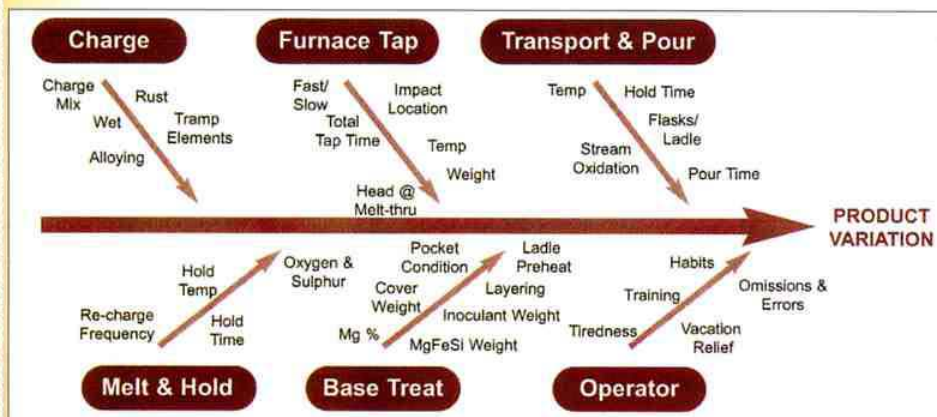 Charge
Furnace Tap
Transport & Pour
Charge
Mix
Rust
Wet
Tramp
Elements
Alloying
Fast/
Slow
Impact
Location
Total
Tap Time
Temp
Weight
Head @
Melt-thru
Temp
Hold Time
Flasks/
Ladle
Stream
Oxidation
Pour Time
PRODUCT
VARIATION
Hold
Temp
Oxygen &
Sulphur
Re-charge
Frequency
Hold
Time
Pocket
Condition
Ladle
Preheat
Cover
Weight
Layering
Inoculant Weight
Mg %
MgFeSi Weight
Habits
Training
Omissions &
Errors
Tiredness
Vacation
Relief
Melt & Hold
Base Treat
Operator